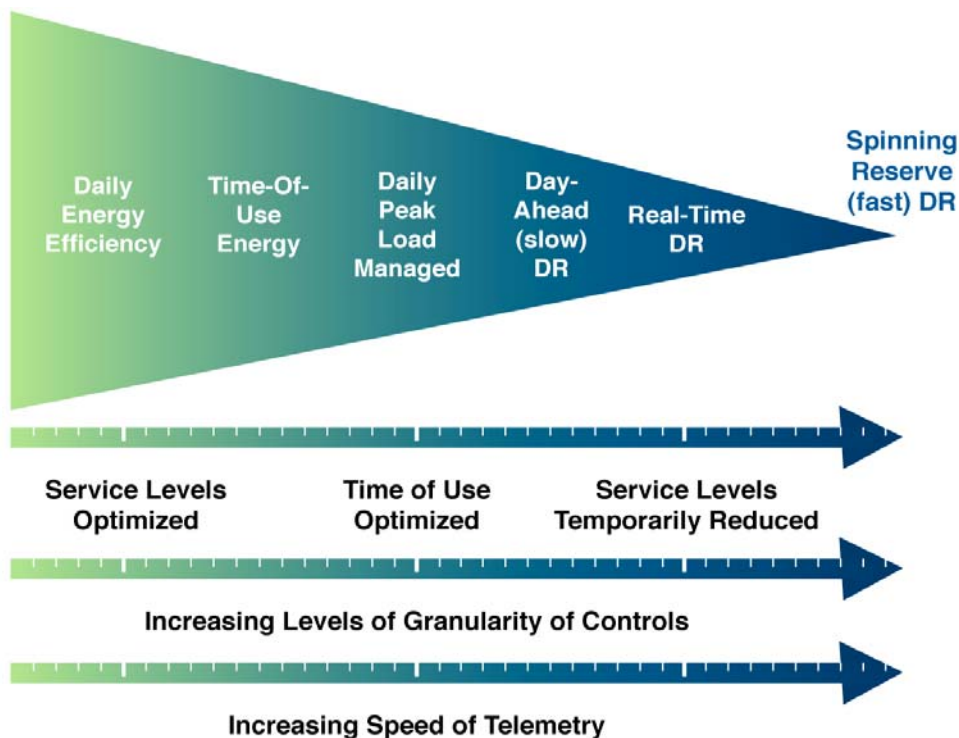 Daily
Energy
Efficiency
Time-Of-
Use
Energy
Daily
Peak
Load
Managed
Day-
Ahead
(slow)
DR
Real-Time
DR
Spinning
Reserve
(fast) DR
Service Levels
Optimized
Time of Use
Optimized
Service Levels
Temporarily Reduced
Increasing Levels of Granularity of Controls
Increasing Speed of Telemetry